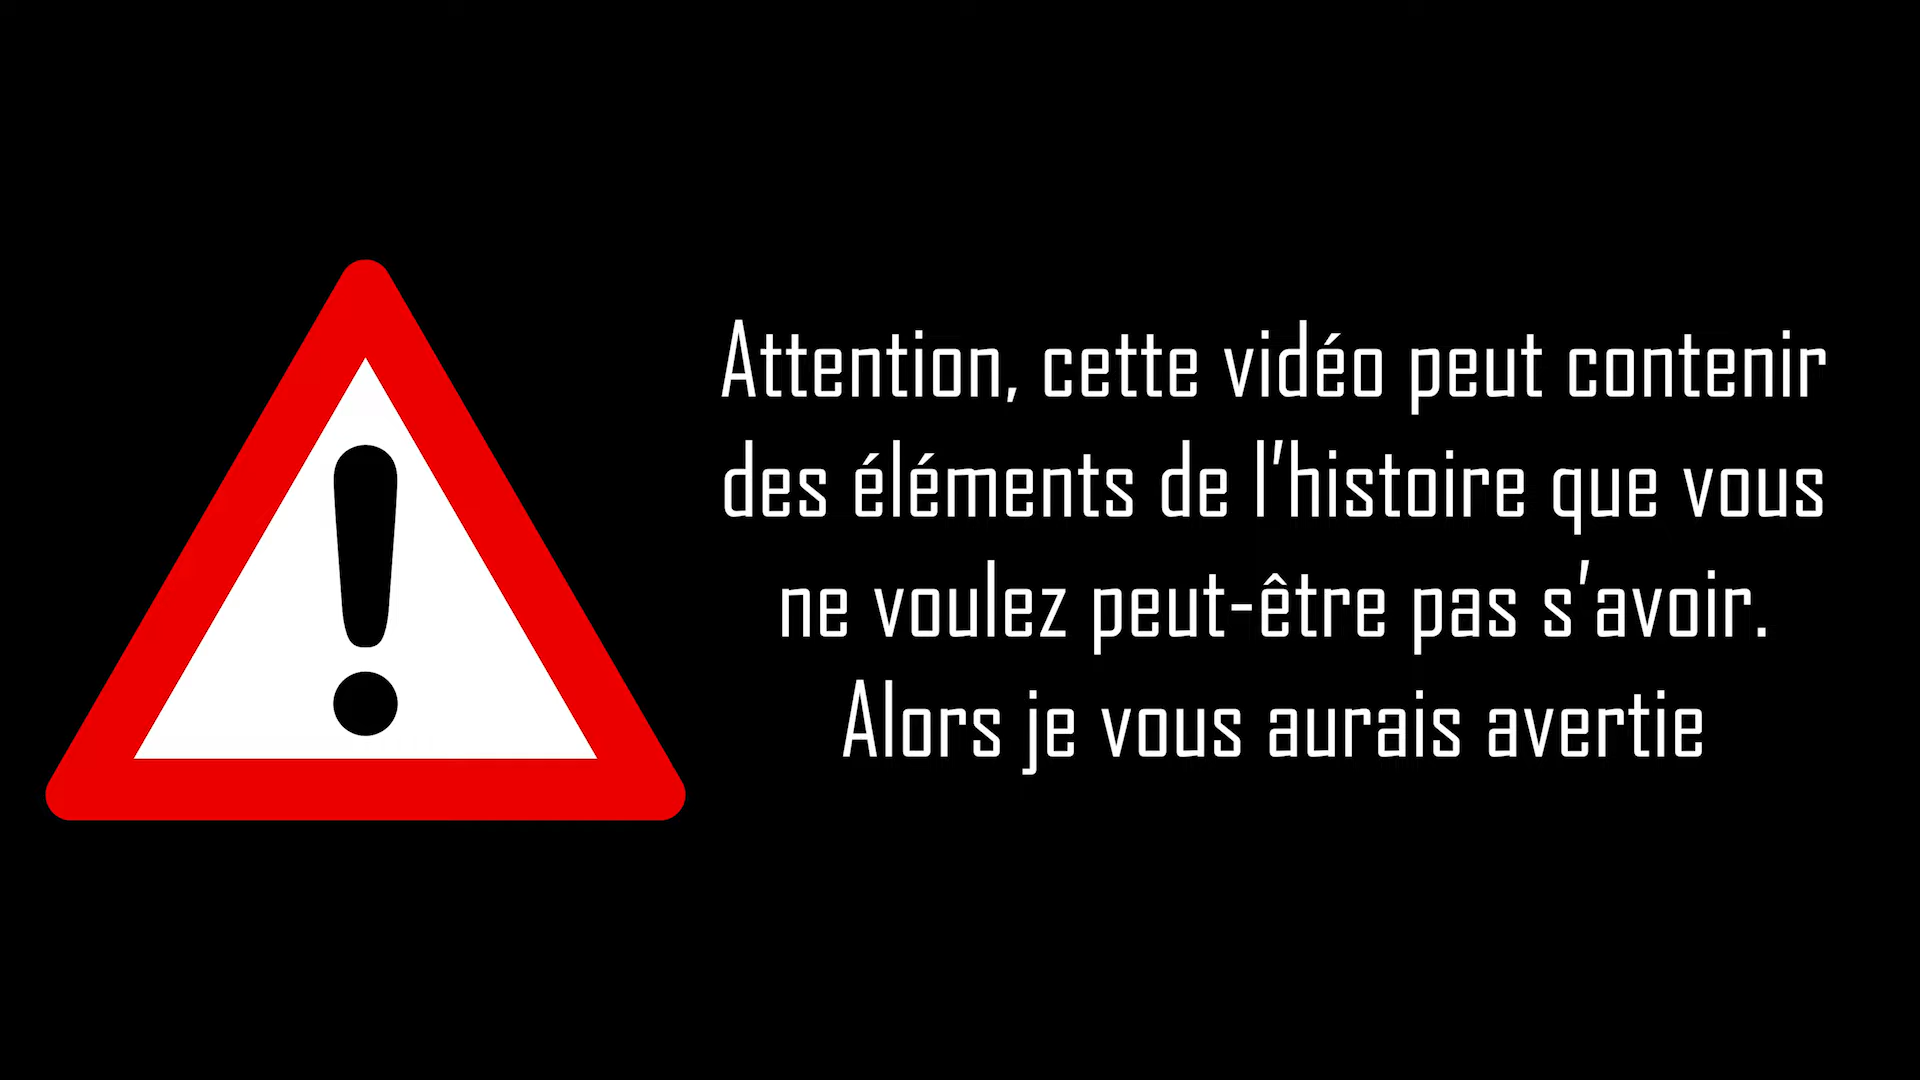 Attention, cette vidéo peut contenir
des éléments de l'histoire que vous
ne voulez peut-être pas s'avoir.
Alors je vous aurais avertie